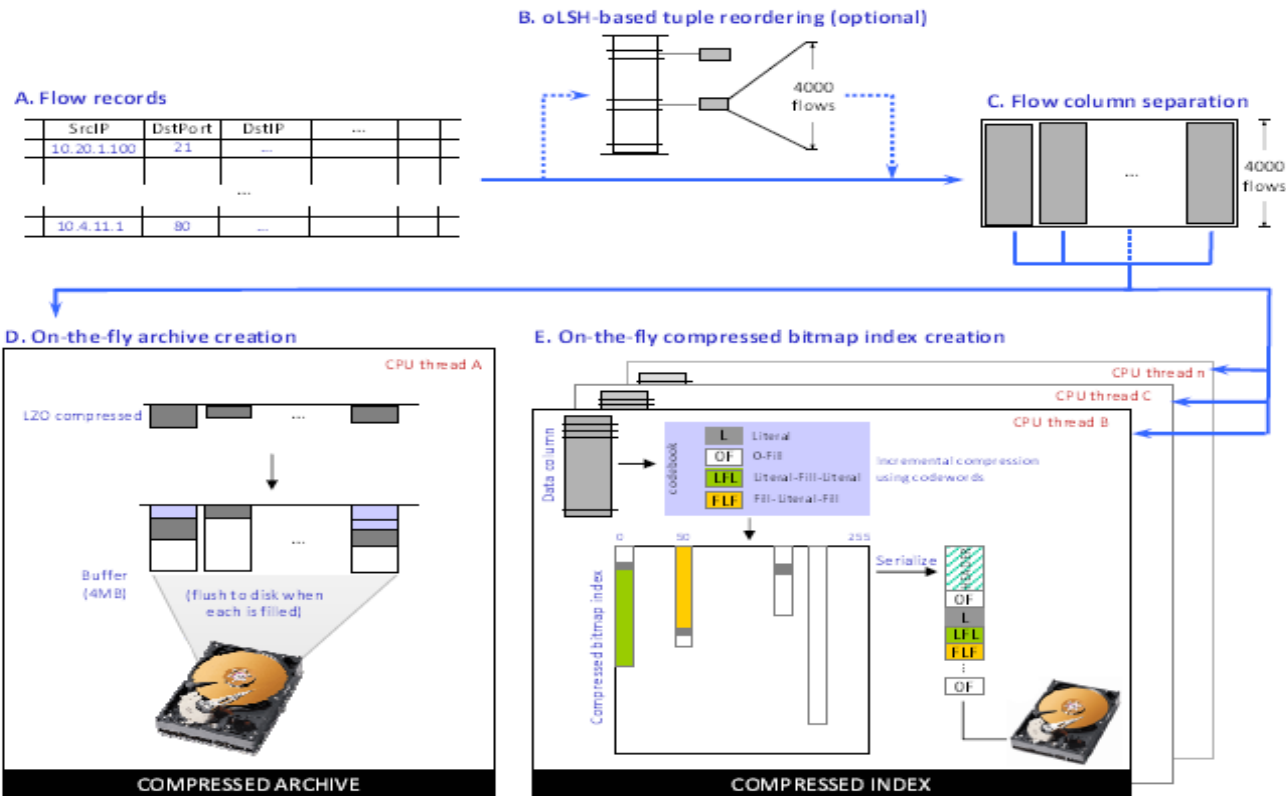 B. oLSH-based tuple reordering (optional)
4000
flows
A. Flow records
SrcIP DstPort DstIP ....
10.20.1.100 21 ....
....
10.4.11.1 80 ....
C. Flow column separation
....
4000
flows
D. On-the-fly archive creation
CPU thread A
LZO compressed
....
....
Buffer
(4MB)
(flush to disk when
each is filled)
COMPRESSED ARCHIVE
E. On-the-fly compressed bitmap index creation
CPU thread n
CPU thread C
CPU thread B
Data column
codebook
L Literal
OF 0-Fill
LFL Literal-Fill-Literal
FLF Fill-Literal-Fill
Incremental compression
using codewords
0 50 255
Compressed bitmap index
Serialize
HEADER
OF
L
LFL
FLF
...
OF
COMPRESSED INDEX